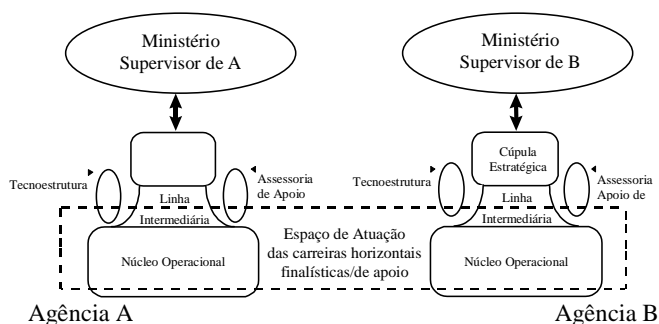 Ministério
Supervisor de A
Ministério
Supervisor de B
Tecnoestrutura
Assessoria
de Apoio
Linha
Intermediária
Núcleo Operacional
Espaço de Atuação
das carreiras horizontais
finalísticas/de apoio
Cúpula
Estratégica
Tecnoestrutura
Assessoria
Apoio de
Linha
Intermediária
Núcleo Operacional
Agência A
Agência B